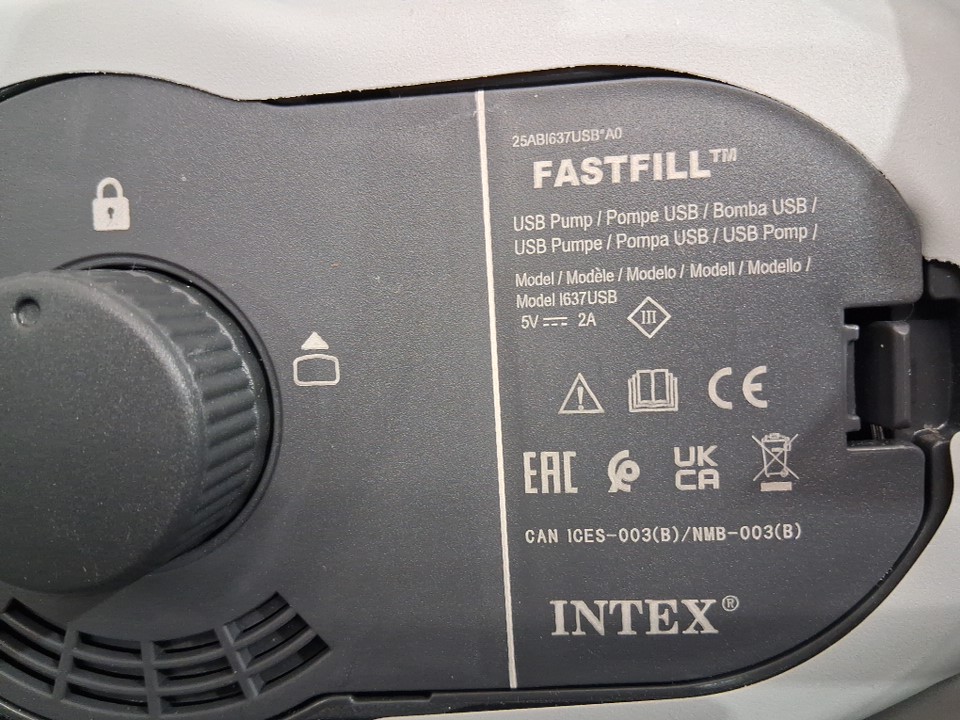 25ABI637USB*A0
FASTFILL™
USB Pump / Pompe USB / Bomba USB /
USB Pumpe / Pompa USB / USB Pomp /
Model / Modèle / Modelo / Modell / Modello /
Model I637USB
5V ⎓ 2A III
CE
EAC UK
CA
CAN ICES-003(B)/NMB-003(B)
INTEX®